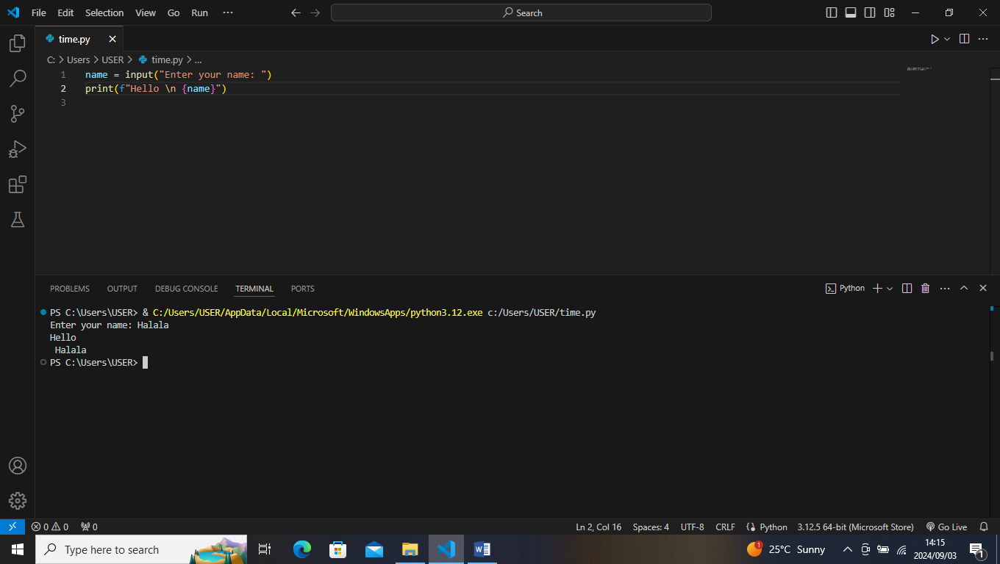 File Edit Selection View Go Run ···
Search
time.py
C: > Users > USER > time.py > ...
1 name = input("Enter your name: ")
2 print(f"Hello \n {name}")
3
PROBLEMS OUTPUT DEBUG CONSOLE TERMINAL PORTS
Python
PS C:\Users\USER> & C:/Users/USER/AppData/Local/Microsoft/WindowsApps/python3.12.exe c:/Users/USER/time.py
Enter your name: Halala
Hello
 Halala
PS C:\Users\USER>
0 0 0 Ln 2, Col 16 Spaces: 4 UTF-8 CRLF Python 3.12.5 64-bit (Microsoft Store) Go Live
Type here to search
1 25°C Sunny
14:15
2024/09/03
1